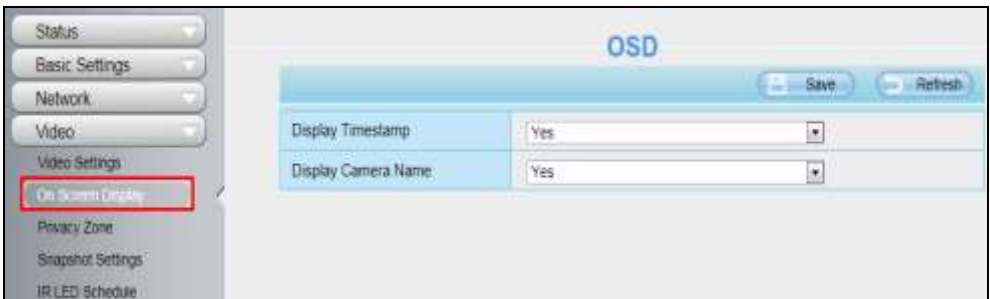 Status
Basic Settings
Network
Video
Video Settings
On Screen Display
Privacy Zone
Snapshot Settings
IR LED Schedule
OSD
Save Refresh
Display Timestamp Yes
Display Camera Name Yes